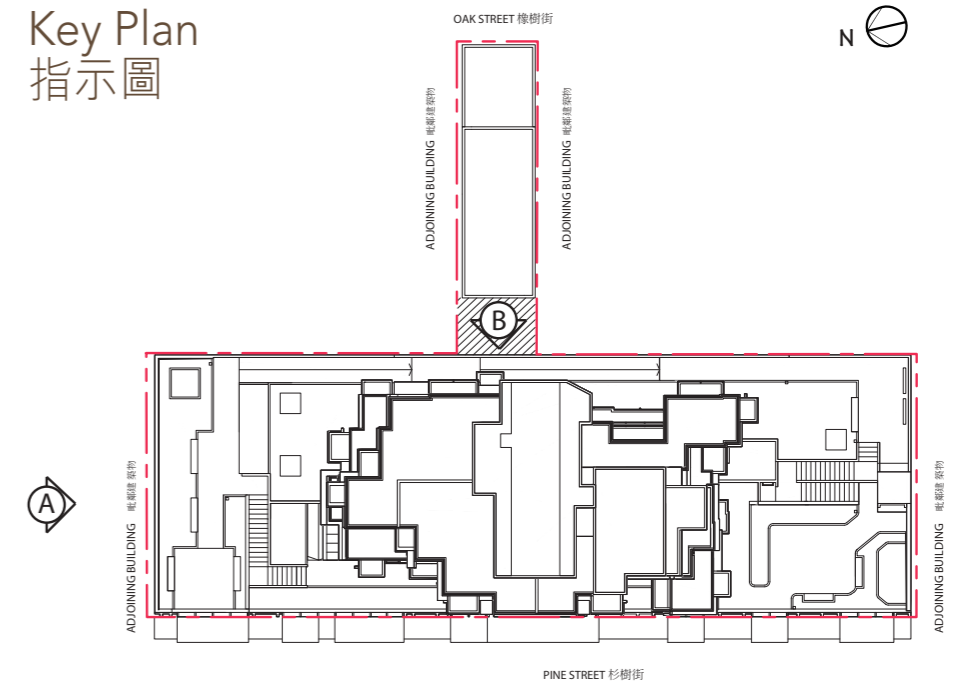 Key Plan
指示圖
OAK STREET 橡樹街
N
ADJOINING BUILDING 毗鄰建築物
ADJOINING BUILDING 毗鄰建築物
B
A
ADJOINING BUILDING 毗鄰建築物
ADJOINING BUILDING 毗鄰建築物
PINE STREET 杉樹街